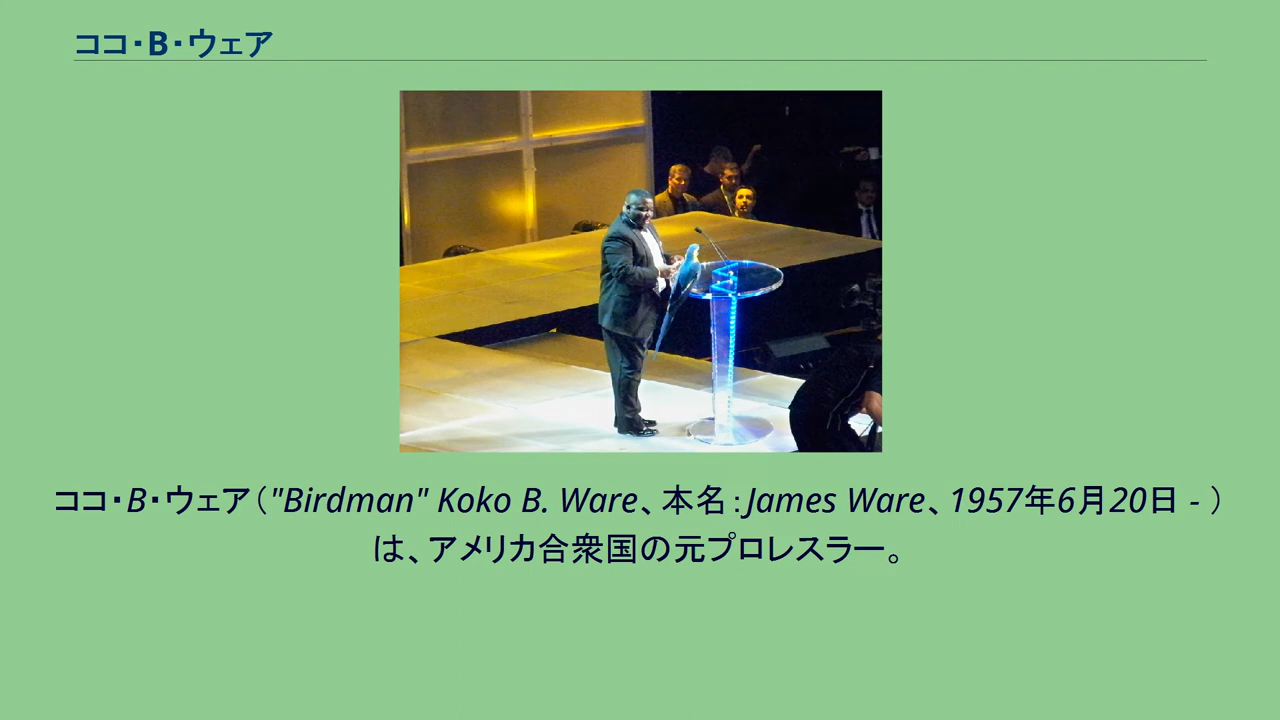 ココ・B・ウェア
ココ・B・ウェア（"Birdman" Koko B. Ware、本名：James Ware、1957年6月20日 - ）
は、アメリカ合衆国の元プロレスラー。